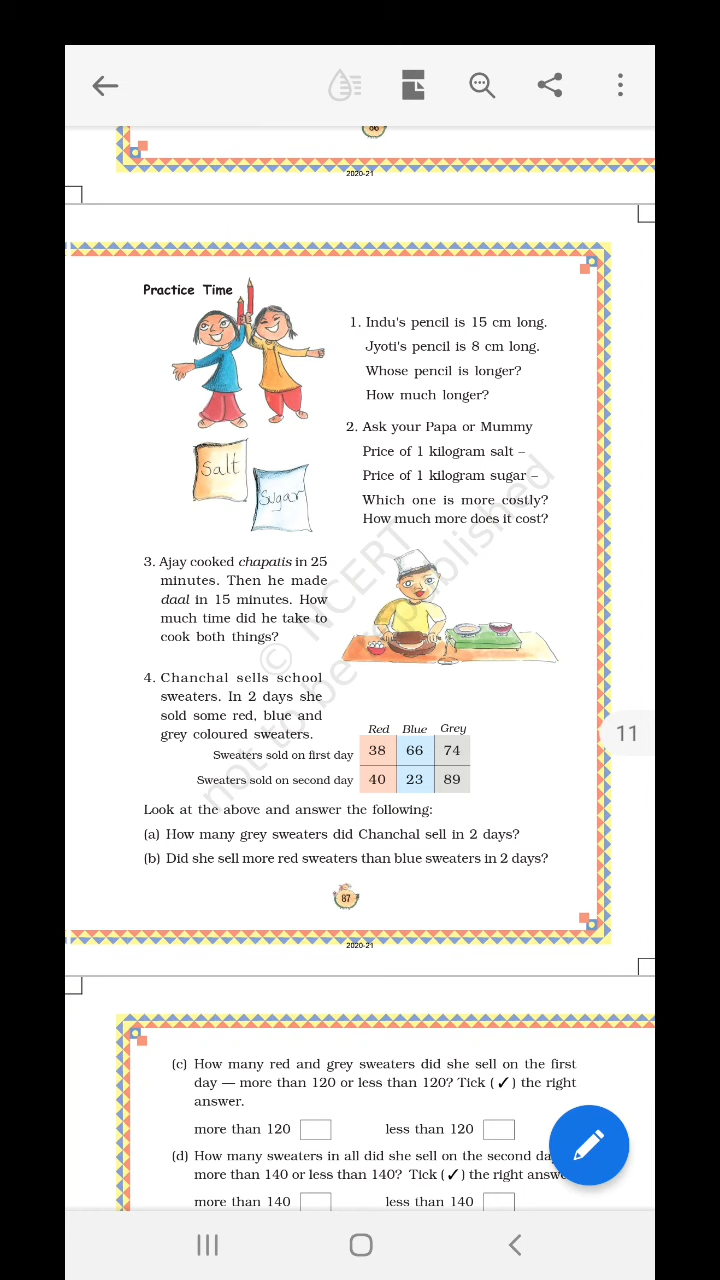 86
2020-21
Practice Time
1. Indu's pencil is 15 cm long.
Jyoti's pencil is 8 cm long.
Whose pencil is longer?
How much longer?
2. Ask your Papa or Mummy
Price of 1 kilogram salt –
Price of 1 kilogram sugar –
Which one is more costly?
How much more does it cost?
Salt
Sugar
3. Ajay cooked chapatis in 25
minutes. Then he made
daal in 15 minutes. How
much time did he take to
cook both things?
4. Chanchal sells school
sweaters. In 2 days she
sold some red, blue and
grey coloured sweaters.
Red Blue Grey
Sweaters sold on first day 38 66 74
Sweaters sold on second day 40 23 89
Look at the above and answer the following:
(a) How many grey sweaters did Chanchal sell in 2 days?
(b) Did she sell more red sweaters than blue sweaters in 2 days?
87
2020-21
© NCERT
not to be republished
11
(c) How many red and grey sweaters did she sell on the first
day — more than 120 or less than 120? Tick (✓) the right
answer.
more than 120 less than 120
(d) How many sweaters in all did she sell on the second
more than 140 or less than 140? Tick (✓) the right
more than 140 less than 140